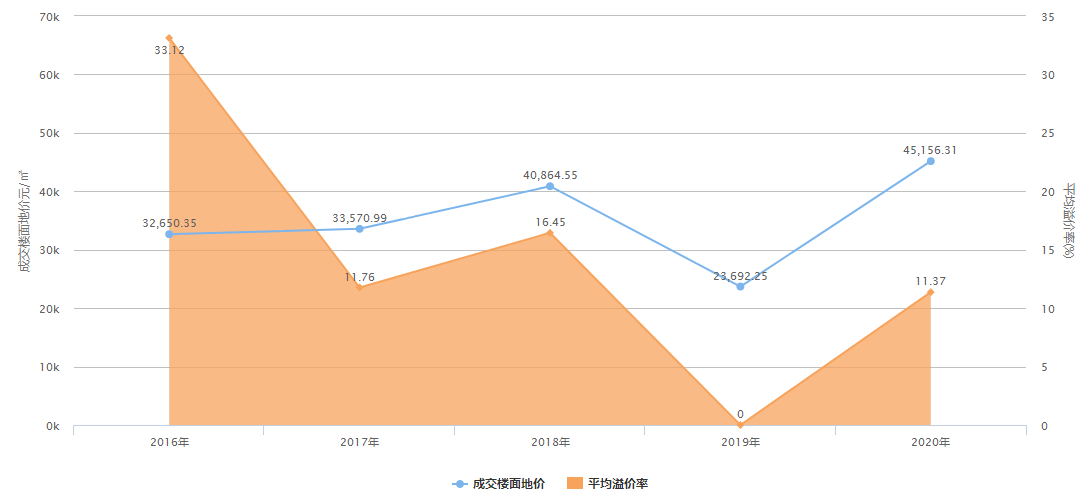 70k
60k
50k
40k
30k
20k
10k
0k
成交楼面地价元/㎡
35
30
25
20
15
10
5
0
平均溢价率(%)
33.12
11.76
16.45
0
11.37
32,650.35
33,570.99
40,864.55
23,692.25
45,156.31
2016年
2017年
2018年
2019年
2020年
成交楼面地价
平均溢价率